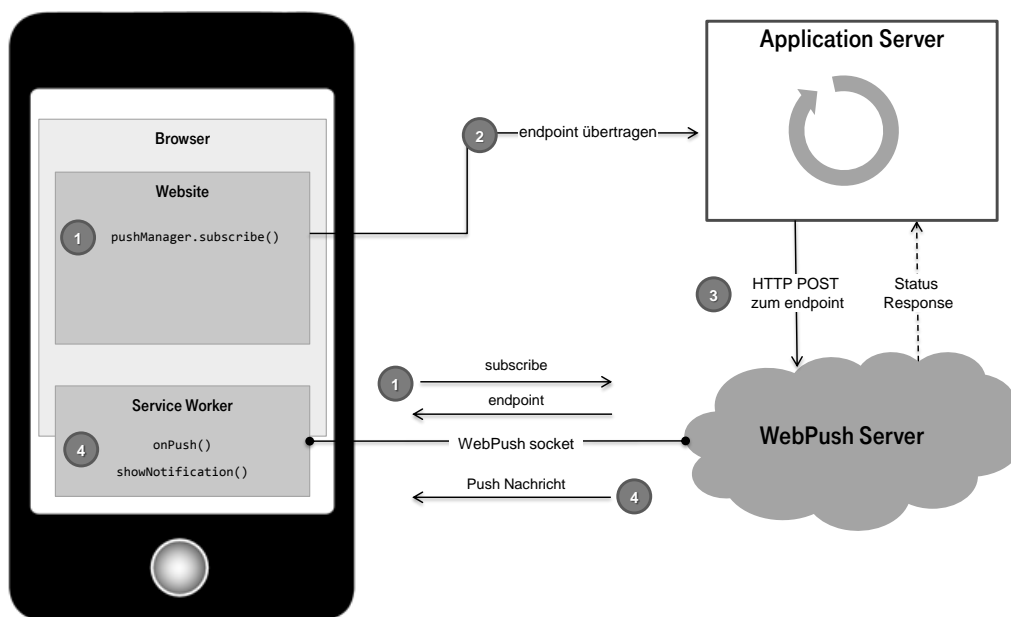 Application Server
2
endpoint übertragen
Browser
Website
1
pushManager.subscribe()
3
HTTP POST
zum endpoint
Status
Response
1
subscribe
endpoint
Service Worker
4
onPush()
showNotification()
WebPush socket
WebPush Server
Push Nachricht
4